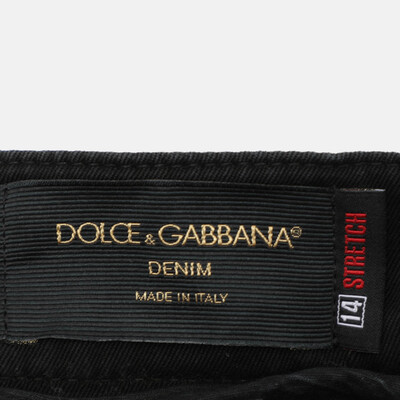 DOLCE & GABBANA®
DENIM
MADE IN ITALY
14 STRETCH